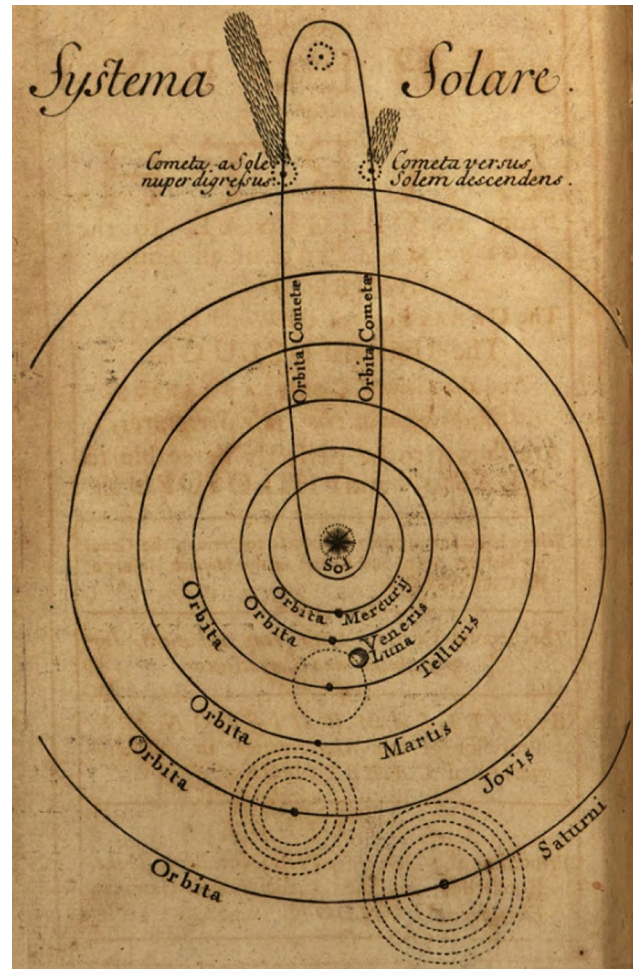 Systema Solare.
Cometa a Sole
nuper digressus.
Cometa versus
Solem descendens.
Orbita Cometæ
Orbita Cometæ
Sol
Orbita Mercurij
Orbita Veneris
Luna
Orbita Telluris
Orbita Martis
Orbita Jovis
Orbita Saturni